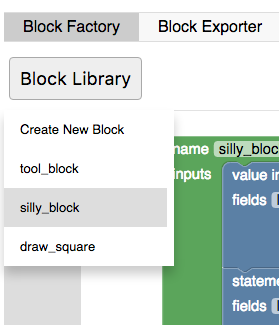 Block Factory
Block Exporter
Block Library
Create New Block
tool_block
silly_block
draw_square
name silly_bloc
inputs
value in
fields
fields
stateme
fields